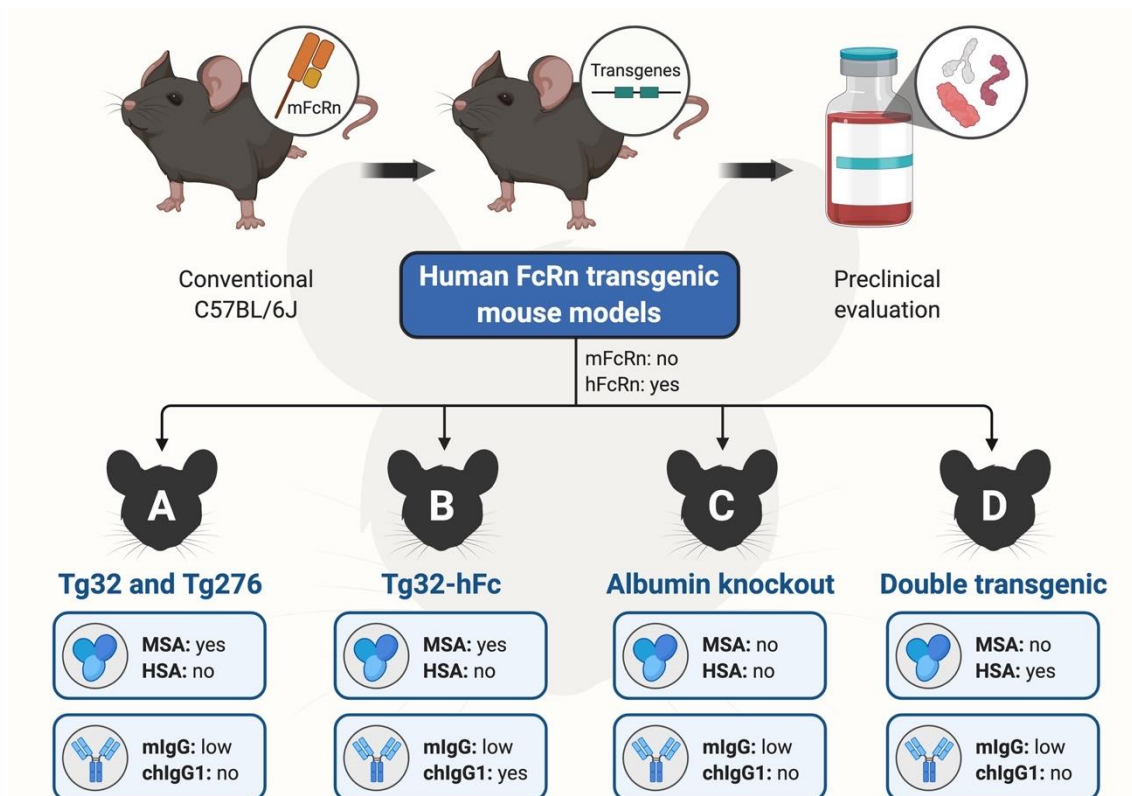 mFcRn
Transgenes
Conventional
C57BL/6J
Human FcRn transgenic
mouse models
Preclinical
evaluation
mFcRn: no
hFcRn: yes
A
B
C
D
Tg32 and Tg276
Tg32-hFc
Albumin knockout
Double transgenic
MSA: yes
HSA: no
MSA: yes
HSA: no
MSA: no
HSA: no
MSA: no
HSA: yes
mIgG: low
chIgG1: no
mIgG: low
chIgG1: yes
mIgG: low
chIgG1: no
mIgG: low
chIgG1: no